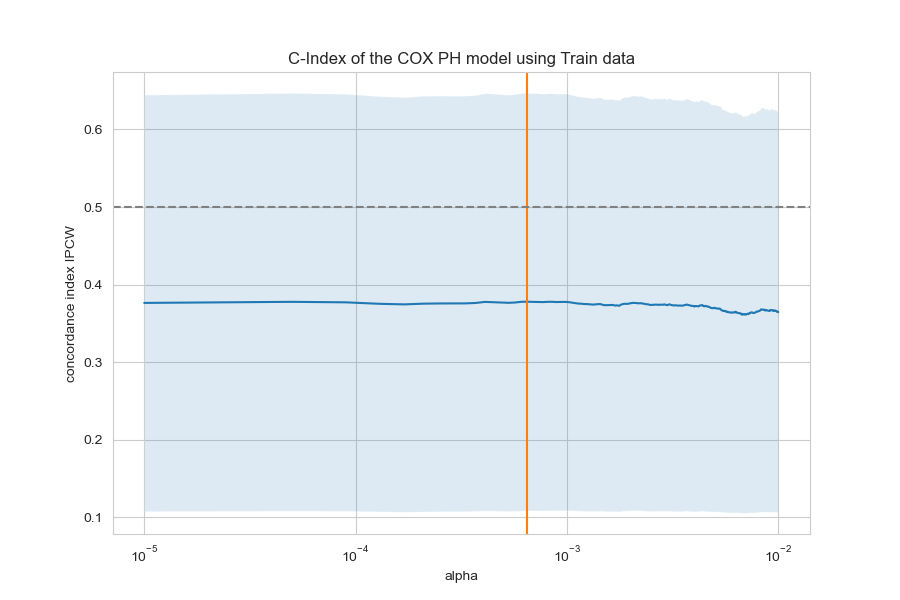 C-Index of the COX PH model using Train data
concordance index IPCW
0.6
0.5
0.4
0.3
0.2
0.1
10⁻⁵ 10⁻⁴ 10⁻³ 10⁻²
alpha